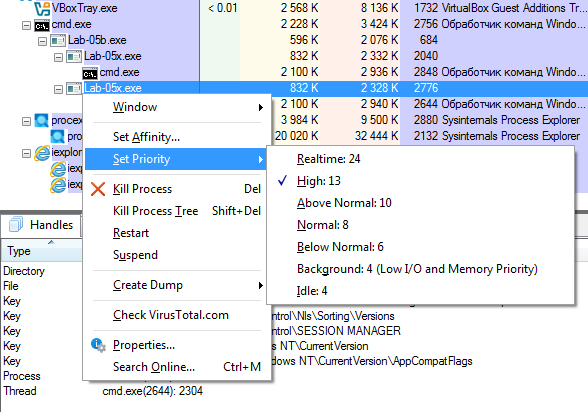 VBoxTray.exe < 0.01 2 568 K 8 136 K 1732 VirtualBox Guest Additions Tr
cmd.exe 2 228 K 3 424 K 2756 Обработчик команд Windo...
Lab-05b.exe 596 K 2 076 K 684
Lab-05x.exe 832 K 2 332 K 2040
cmd.exe 2 100 K 2 936 K 2848 Обработчик команд Windo...
Lab-05x.exe 832 K 2 328 K 2776
2 100 K 2 940 K 2644 Обработчик команд Windo...
procex 3 984 K 9 500 K 2880 Sysinternals Process Explorer
pro 20 020 K 32 444 K 2132 Sysinternals Process Explorer
iexplor
iexp
iexp
Window
Set Affinity...
Set Priority
Kill Process Del
Kill Process Tree Shift+Del
Restart
Suspend
Create Dump
Check VirusTotal.com
Properties...
Search Online... Ctrl+M
Realtime: 24
High: 13
Above Normal: 10
Normal: 8
Below Normal: 6
Background: 4 (Low I/O and Memory Priority)
Idle: 4
Handles
Type
Directory
File
Key
Key ontrol\Nls\Sorting\Versions
Key ontrol\SESSION MANAGER
Key NT\CurrentVersion
Key dows NT\CurrentVersion\AppCompatFlags
Process
Thread cmd.exe(2644): 2304